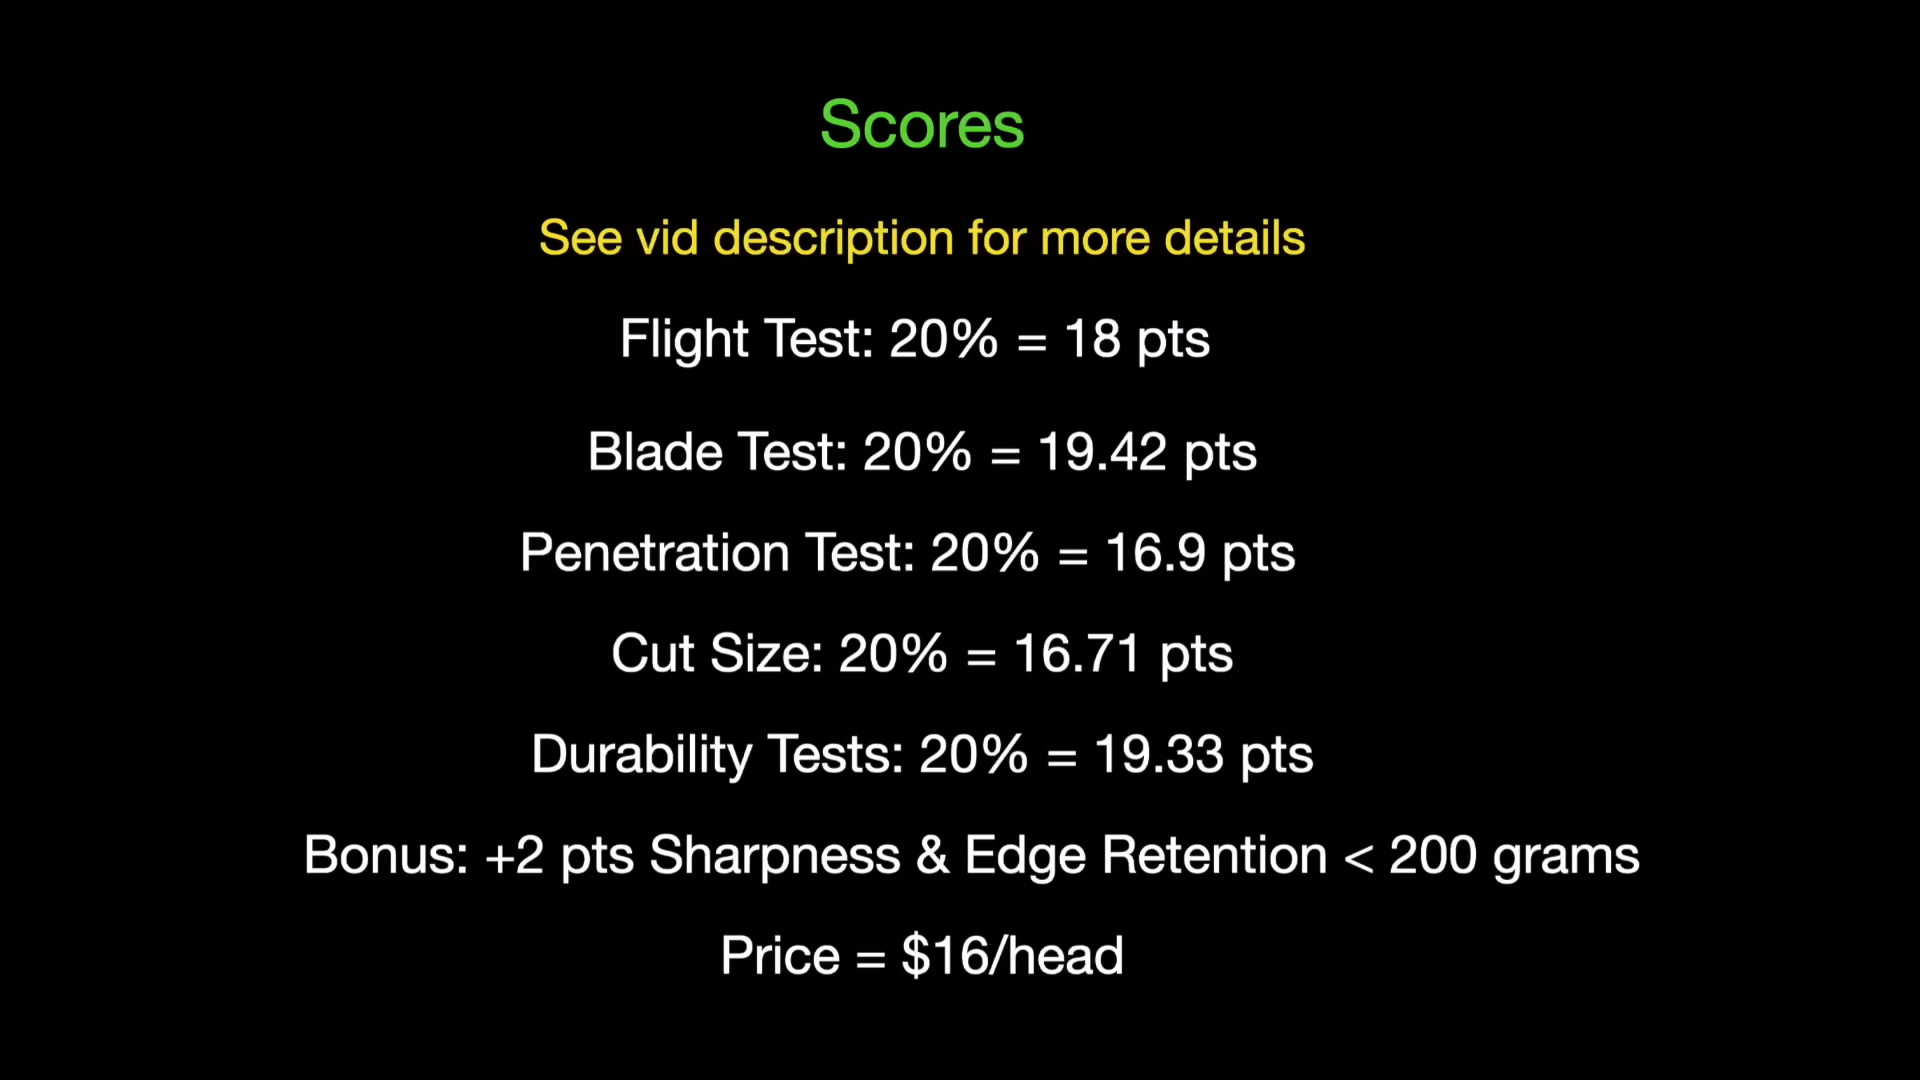 Scores
See vid description for more details
Flight Test: 20% = 18 pts
Blade Test: 20% = 19.42 pts
Penetration Test: 20% = 16.9 pts
Cut Size: 20% = 16.71 pts
Durability Tests: 20% = 19.33 pts
Bonus: +2 pts Sharpness & Edge Retention < 200 grams
Price = $16/head